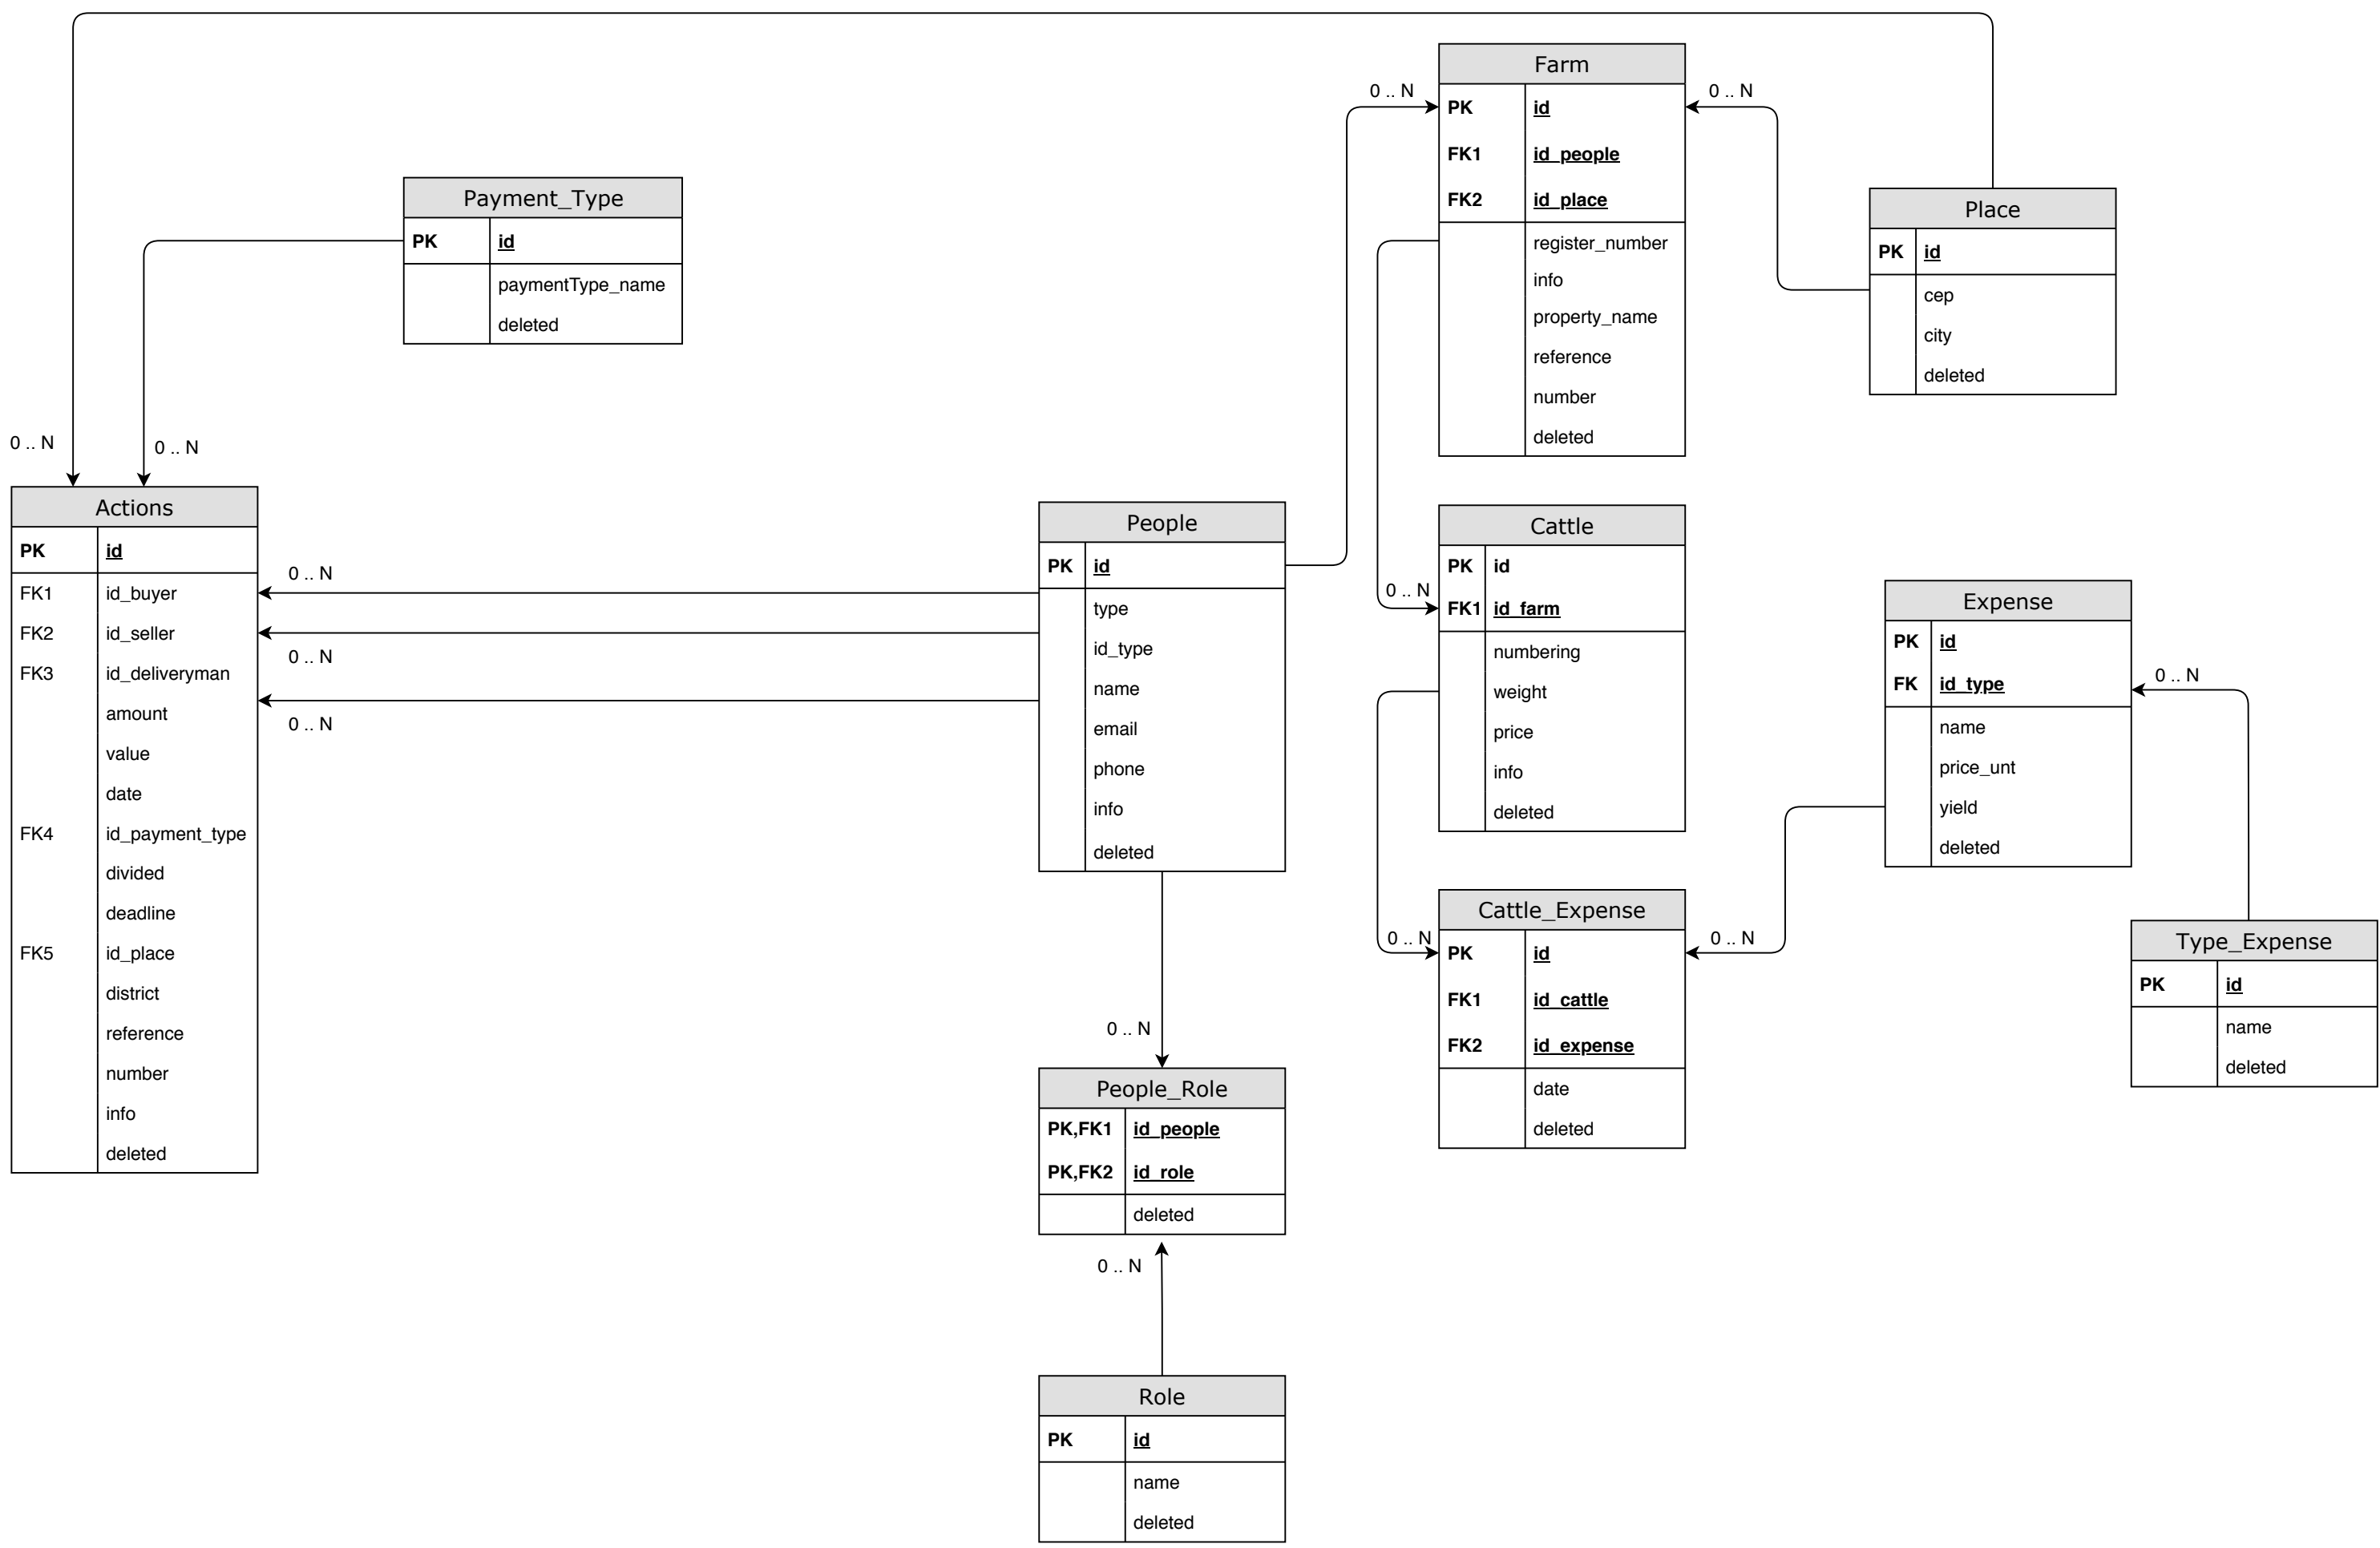 Farm
0 .. N
PK id
FK1 id_people
FK2 id_place
register_number
info
property_name
reference
number
deleted
0 .. N
Payment_Type
PK id
paymentType_name
deleted
Place
PK id
cep
city
deleted
0 .. N
0 .. N
Actions
PK id
FK1 id_buyer
FK2 id_seller
FK3 id_deliveryman
amount
value
date
FK4 id_payment_type
divided
deadline
FK5 id_place
district
reference
number
info
deleted
0 .. N
0 .. N
0 .. N
People
PK id
type
id_type
name
email
phone
info
deleted
Cattle
PK id
0 .. N
FK1 id_farm
numbering
weight
price
info
deleted
Expense
PK id
FK id_type
name
price_unt
yield
deleted
0 .. N
Cattle_Expense
0 .. N
PK id
FK1 id_cattle
FK2 id_expense
date
deleted
0 .. N
Type_Expense
PK id
name
deleted
0 .. N
People_Role
PK,FK1 id_people
PK,FK2 id_role
deleted
0 .. N
Role
PK id
name
deleted